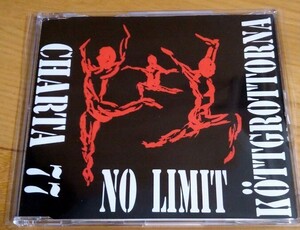 CHARTA 77
NO LIMIT
KÖTTGROTTORNA